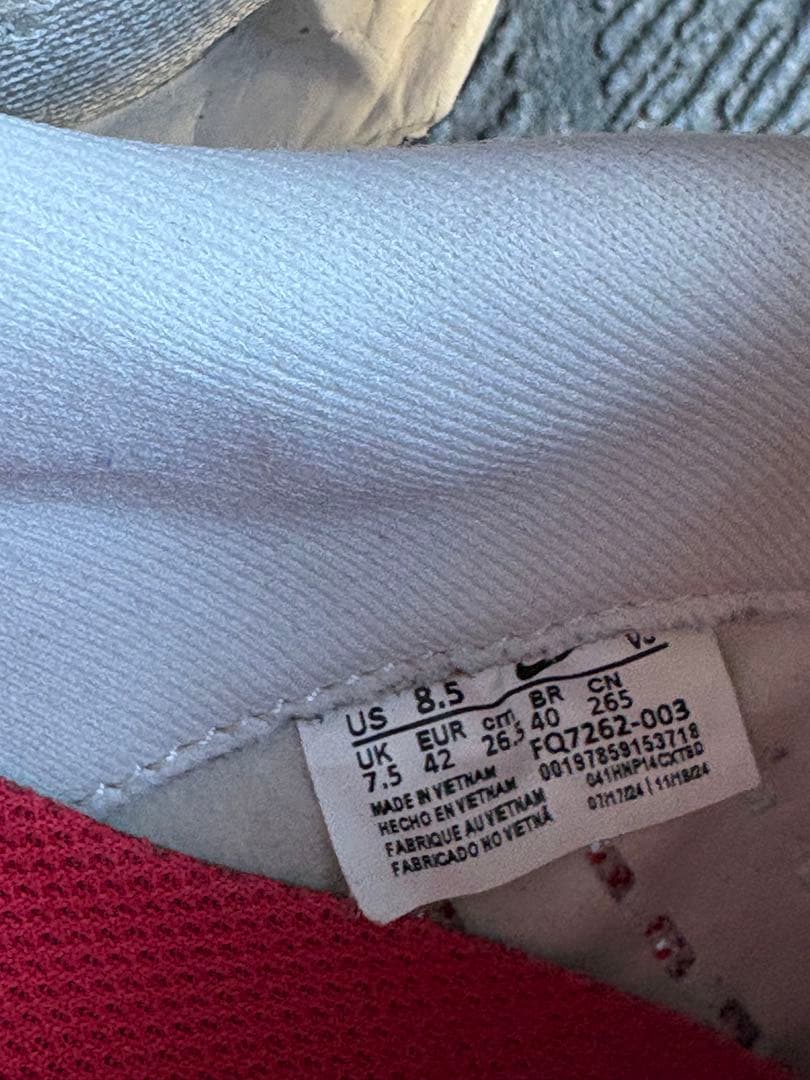 US 8.5
UK EUR cm BR CN
7.5 42 26.5 40 265
FQ7262-003
00197859153718
MADE IN VIETNAM
HECHO EN VIETNAM
FABRIQUE AU VIETNAM
FABRICADO NO VIETNÃ
07/17/24 | 11/18/24